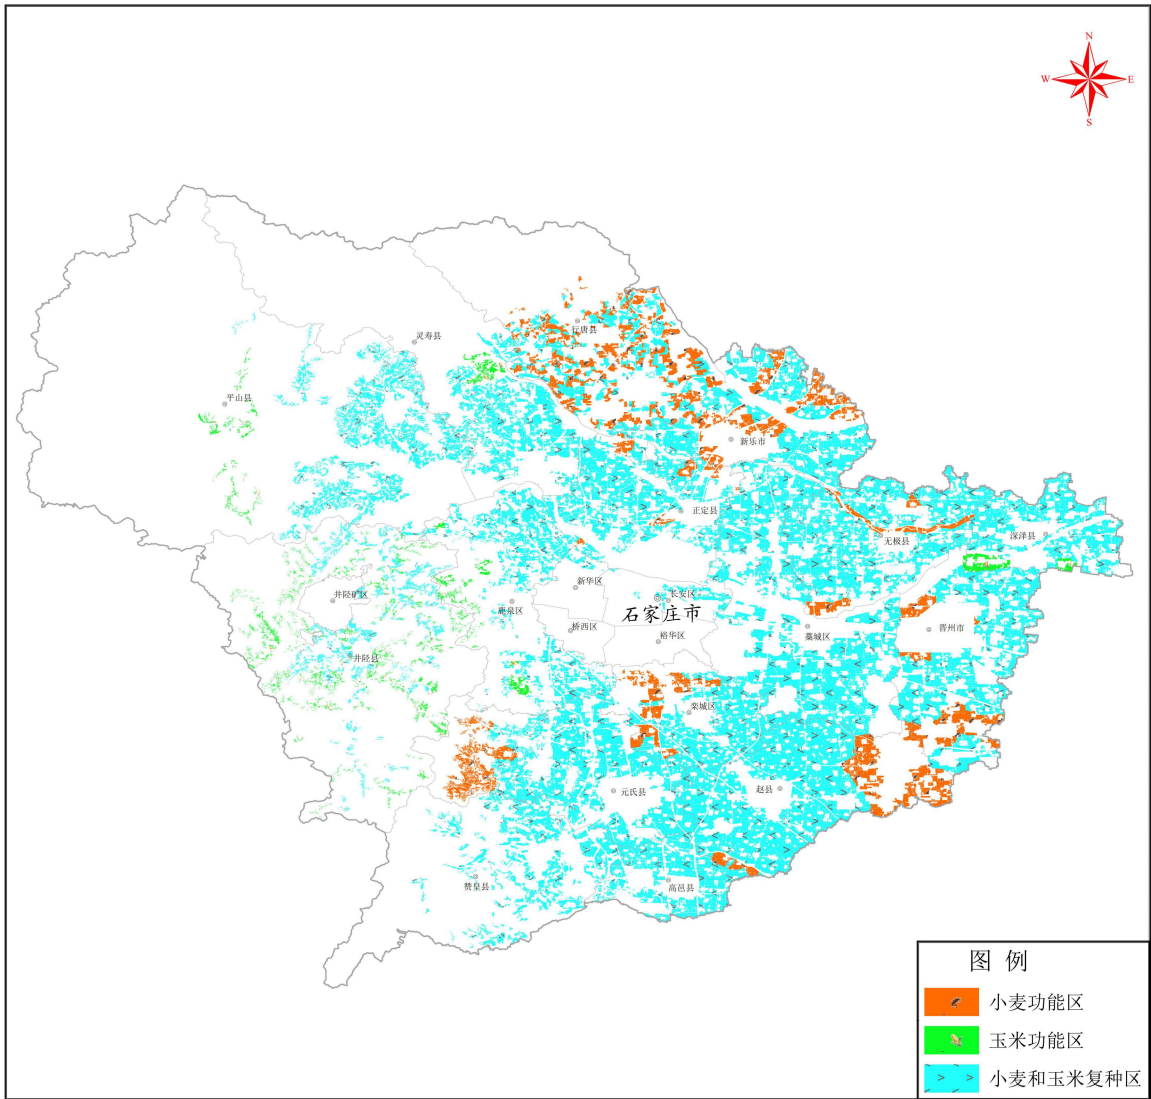 N
W E
S
行唐县
灵寿县
平山县
新乐市
正定县
无极县
深泽县
新华区
井陉矿区
鹿泉区
长安区
石家庄市
桥西区
裕华区
藁城区
晋州市
井陉县
栾城区
元氏县
赵县
赞皇县
高邑县
图 例
小麦功能区
玉米功能区
小麦和玉米复种区